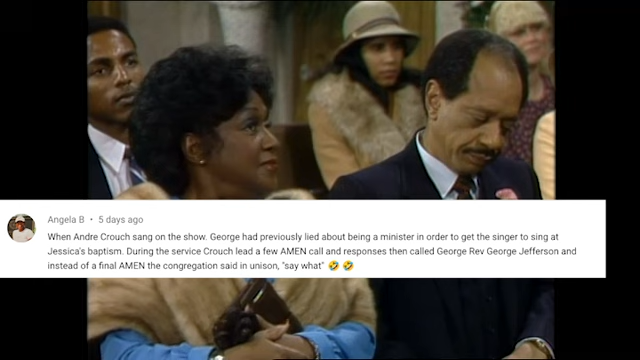 Angela B • 5 days ago
When Andre Crouch sang on the show. George had previously lied about being a minister in order to get the singer to sing at
Jessica's baptism. During the service Crouch lead a few AMEN call and responses then called George Rev George Jefferson and
instead of a final AMEN the congregation said in unison, "say what" 🤣 🤣